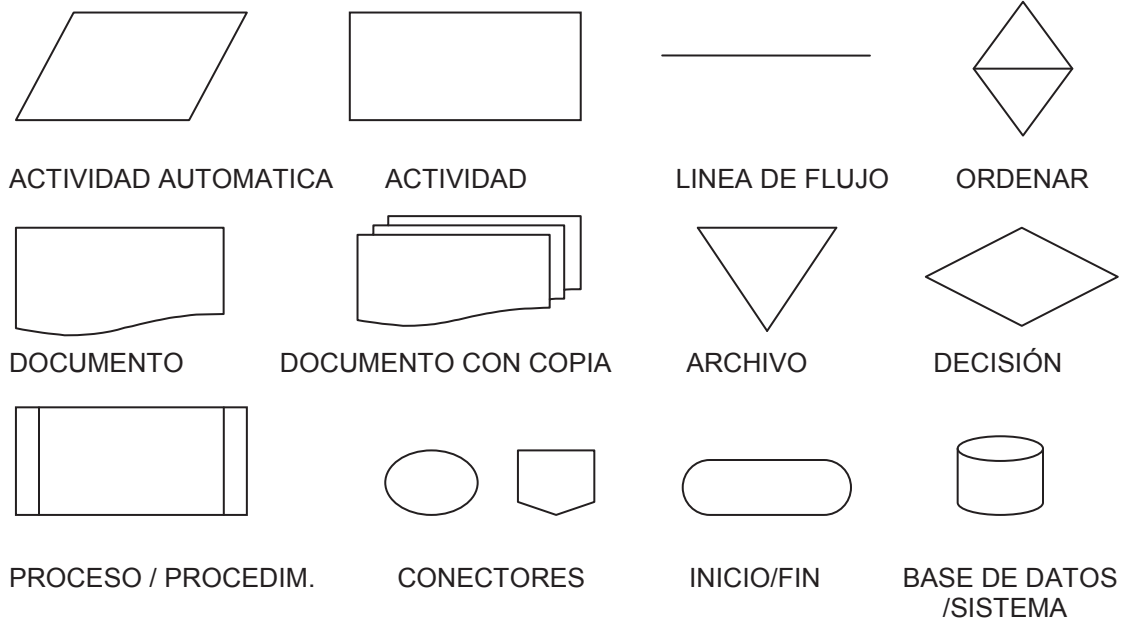 ACTIVIDAD AUTOMATICA
ACTIVIDAD
LINEA DE FLUJO
ORDENAR
DOCUMENTO
DOCUMENTO CON COPIA
ARCHIVO
DECISIÓN
PROCESO / PROCEDIM.
CONECTORES
INICIO/FIN
BASE DE DATOS
/SISTEMA